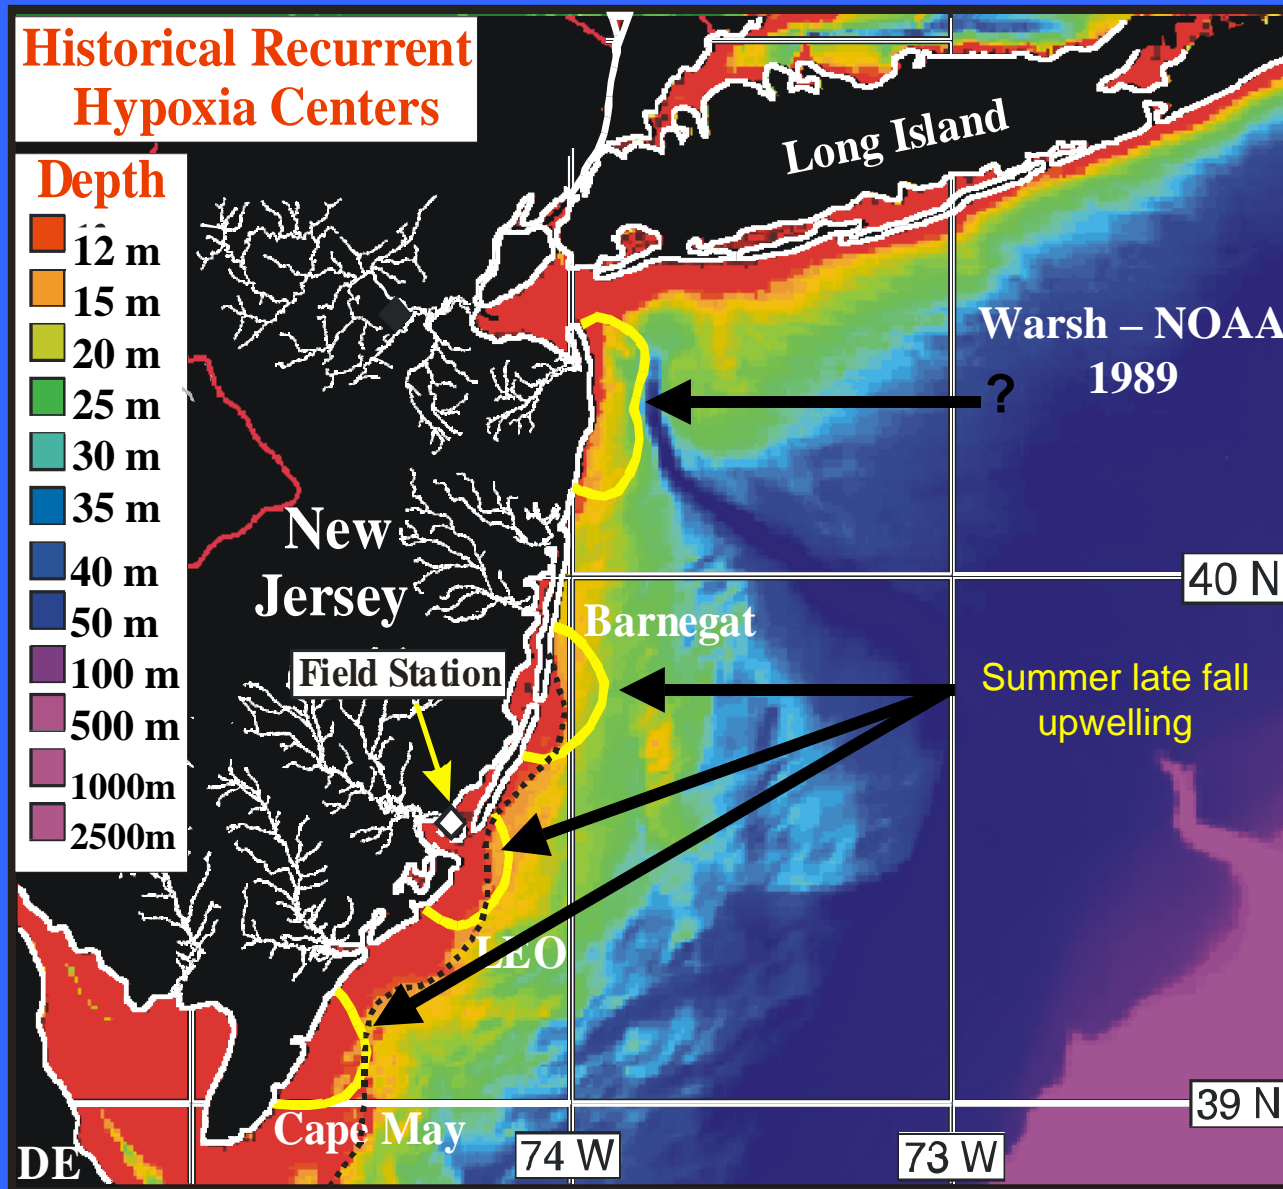 Historical Recurrent
Hypoxia Centers
Depth
12 m
15 m
20 m
25 m
30 m
35 m
40 m
50 m
100 m
500 m
1000m
2500m
Long Island
Warsh – NOAA
1989
?
New
Jersey
40 N
Barnegat
Field Station
Summer late fall
upwelling
LEO
39 N
Cape May
74 W
73 W
DE